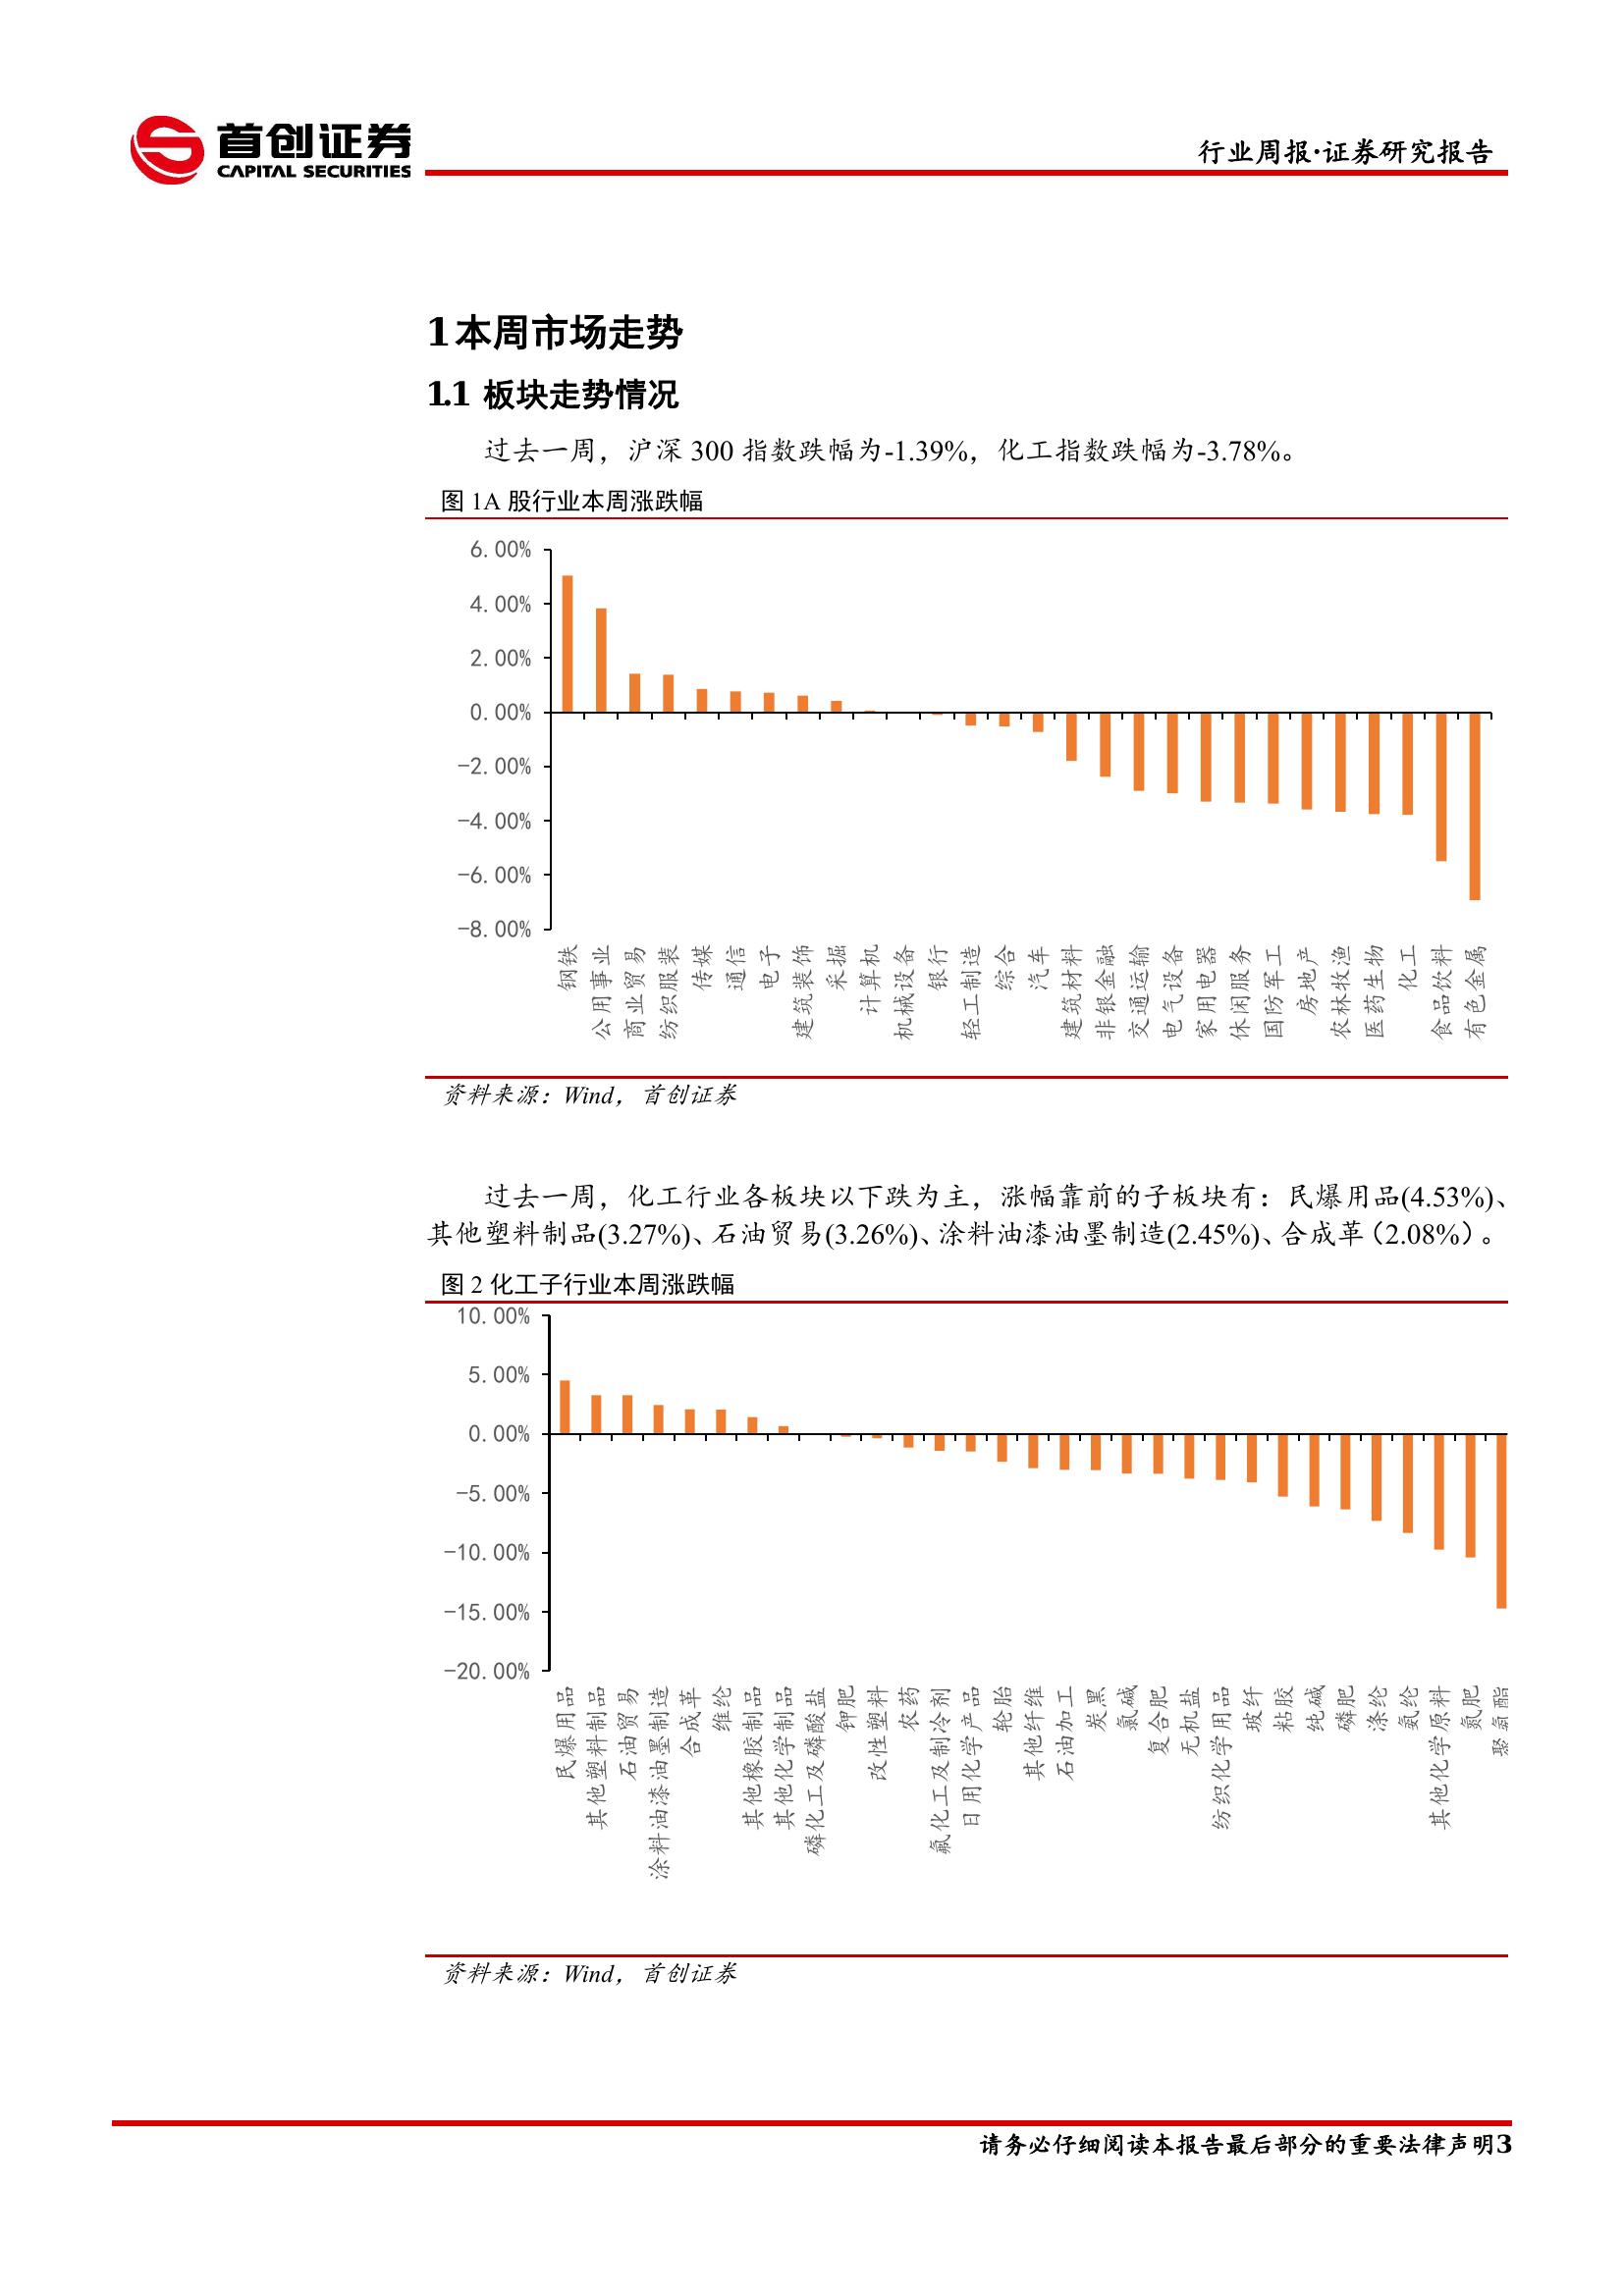 首创证券
CAPITAL SECURITIES
行业周报·证券研究报告
1本周市场走势
1.1 板块走势情况
过去一周，沪深 300 指数跌幅为-1.39%，化工指数跌幅为-3.78%。
图 1A 股行业本周涨跌幅
6.00%
4.00%
2.00%
0.00%
-2.00%
-4.00%
-6.00%
-8.00%
钢铁
公用事业
商业贸易
纺织服装
传媒
通信
电子
建筑装饰
采掘
计算机
机械设备
银行
轻工制造
综合
汽车
建筑材料
非银金融
交通运输
电气设备
家用电器
休闲服务
国防军工
房地产
农林牧渔
医药生物
化工
食品饮料
有色金属
资料来源：Wind，首创证券
过去一周，化工行业各板块以下跌为主，涨幅靠前的子板块有：民爆用品(4.53%)、
其他塑料制品(3.27%)、石油贸易(3.26%)、涂料油漆油墨制造(2.45%)、合成革（2.08%）。
图 2 化工子行业本周涨跌幅
10.00%
5.00%
0.00%
-5.00%
-10.00%
-15.00%
-20.00%
民爆用品
其他塑料制品
石油贸易
涂料油漆油墨制造
合成革
维纶
其他橡胶制品
其他化学制品
磷化工及磷酸盐
钾肥
改性塑料
农药
氟化工及制冷剂
日用化学产品
轮胎
其他纤维
石油加工
炭黑
氯碱
复合肥
无机盐
纺织化学用品
玻纤
粘胶
纯碱
磷肥
涤纶
氨纶
其他化学原料
氮肥
聚氨酯
资料来源：Wind，首创证券
请务必仔细阅读本报告最后部分的重要法律声明3